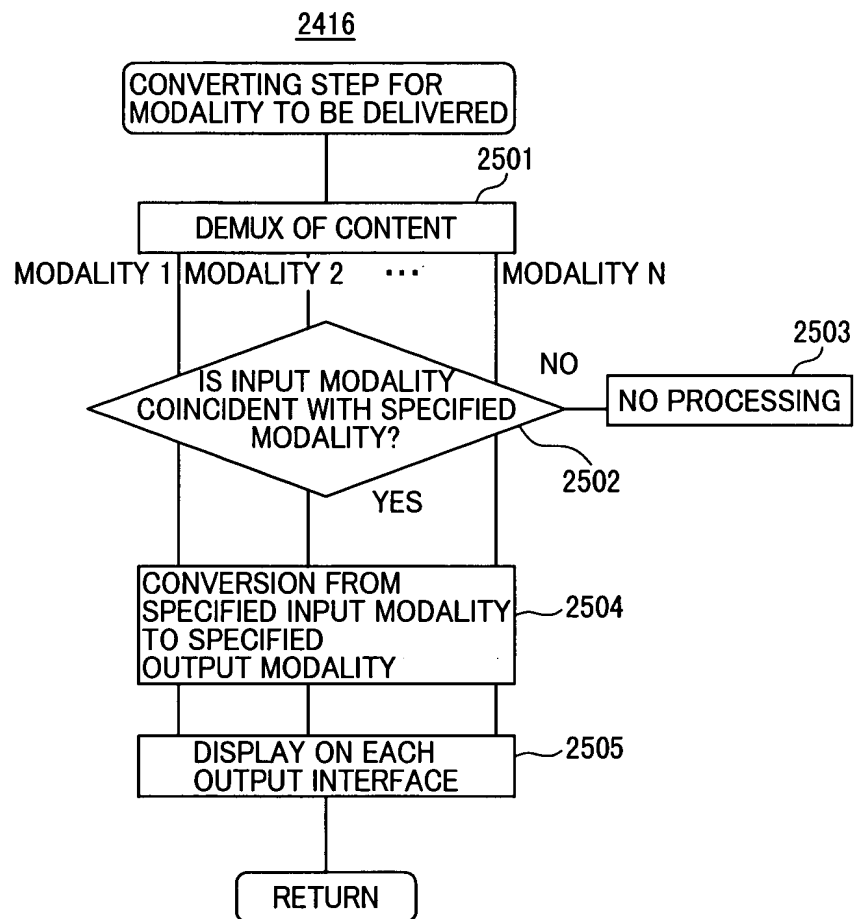 2416
CONVERTING STEP FOR
MODALITY TO BE DELIVERED
2501
DEMUX OF CONTENT
MODALITY 1 MODALITY 2 ··· MODALITY N
2503
NO
IS INPUT MODALITY
COINCIDENT WITH SPECIFIED
MODALITY?
NO PROCESSING
2502
YES
CONVERSION FROM
SPECIFIED INPUT MODALITY
TO SPECIFIED
OUTPUT MODALITY
2504
DISPLAY ON EACH
OUTPUT INTERFACE
2505
RETURN